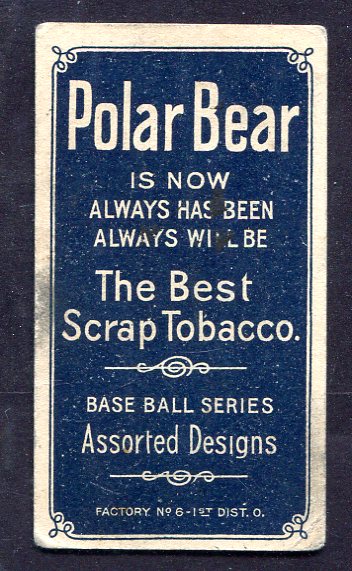 Polar Bear
IS NOW
ALWAYS HAS BEEN
ALWAYS WILL BE
The Best
Scrap Tobacco.
BASE BALL SERIES
Assorted Designs
FACTORY Nº 6 - 1ST DIST. O.